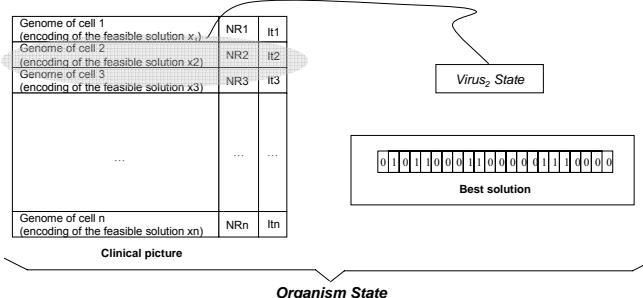 Genome of cell 1 NR1 It1
(encoding of the feasible solution x1)
Genome of cell 2 NR2 It2
(encoding of the feasible solution x2)
Genome of cell 3 NR3 It3
(encoding of the feasible solution x3)
Virus2 State
... ... ...
0 1 0 1 1 0 0 0 1 1 0 0 0 0 0 1 1 1 0 0 0 0
Best solution
Genome of cell n NRn Itn
(encoding of the feasible solution xn)
Clinical picture
Organism State